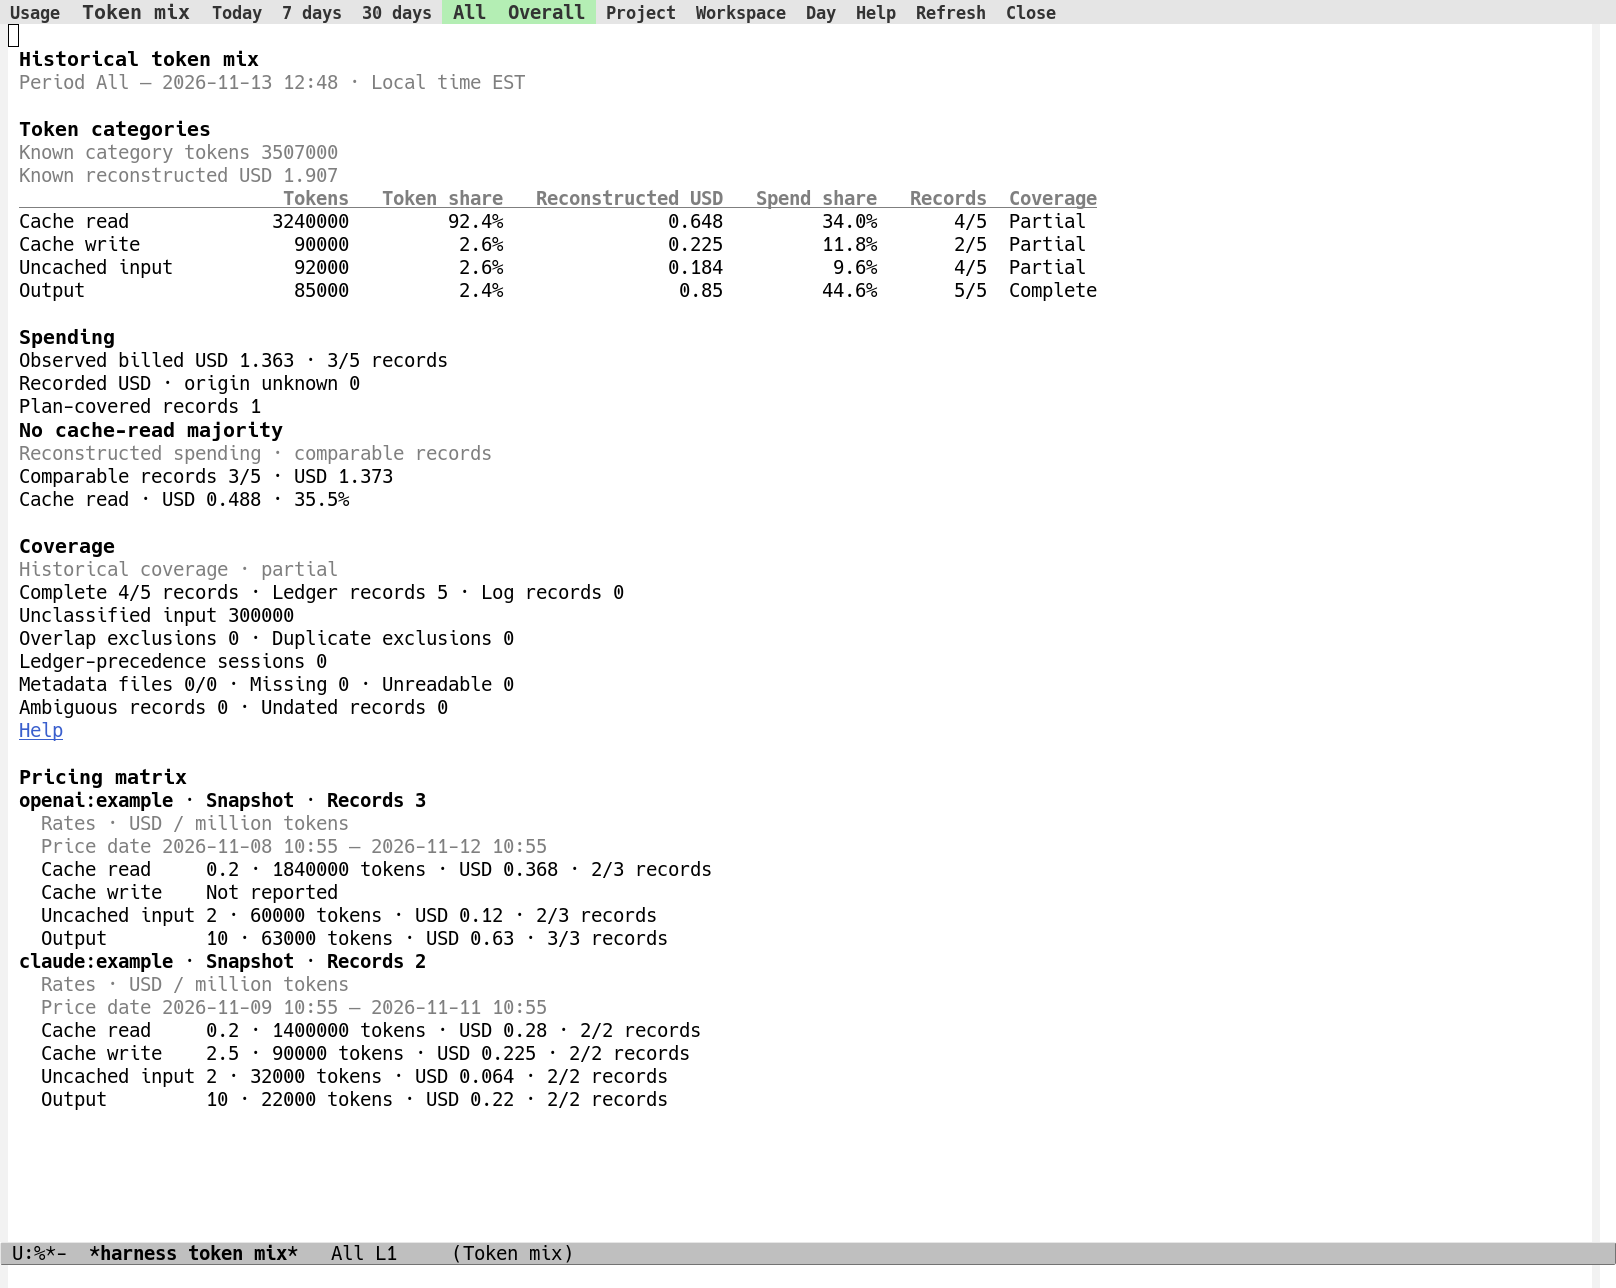 Usage Token mix Today 7 days 30 days All Overall Project Workspace Day Help Refresh Close
Historical token mix
Period All — 2026-11-13 12:48 · Local time EST
Token categories
Known category tokens 3507000
Known reconstructed USD 1.907
Tokens Token share Reconstructed USD Spend share Records Coverage
Cache read 3240000 92.4% 0.648 34.0% 4/5 Partial
Cache write 90000 2.6% 0.225 11.8% 2/5 Partial
Uncached input 92000 2.6% 0.184 9.6% 4/5 Partial
Output 85000 2.4% 0.85 44.6% 5/5 Complete
Spending
Observed billed USD 1.363 · 3/5 records
Recorded USD · origin unknown 0
Plan-covered records 1
No cache-read majority
Reconstructed spending · comparable records
Comparable records 3/5 · USD 1.373
Cache read · USD 0.488 · 35.5%
Coverage
Historical coverage · partial
Complete 4/5 records · Ledger records 5 · Log records 0
Unclassified input 300000
Overlap exclusions 0 · Duplicate exclusions 0
Ledger-precedence sessions 0
Metadata files 0/0 · Missing 0 · Unreadable 0
Ambiguous records 0 · Undated records 0
Help
Pricing matrix
openai:example · Snapshot · Records 3
Rates · USD / million tokens
Price date 2026-11-08 10:55 — 2026-11-12 10:55
Cache read 0.2 · 1840000 tokens · USD 0.368 · 2/3 records
Cache write Not reported
Uncached input 2 · 60000 tokens · USD 0.12 · 2/3 records
Output 10 · 63000 tokens · USD 0.63 · 3/3 records
claude:example · Snapshot · Records 2
Rates · USD / million tokens
Price date 2026-11-09 10:55 — 2026-11-11 10:55
Cache read 0.2 · 1400000 tokens · USD 0.28 · 2/2 records
Cache write 2.5 · 90000 tokens · USD 0.225 · 2/2 records
Uncached input 2 · 32000 tokens · USD 0.064 · 2/2 records
Output 10 · 22000 tokens · USD 0.22 · 2/2 records
U:%*- *harness token mix* All L1 (Token mix)